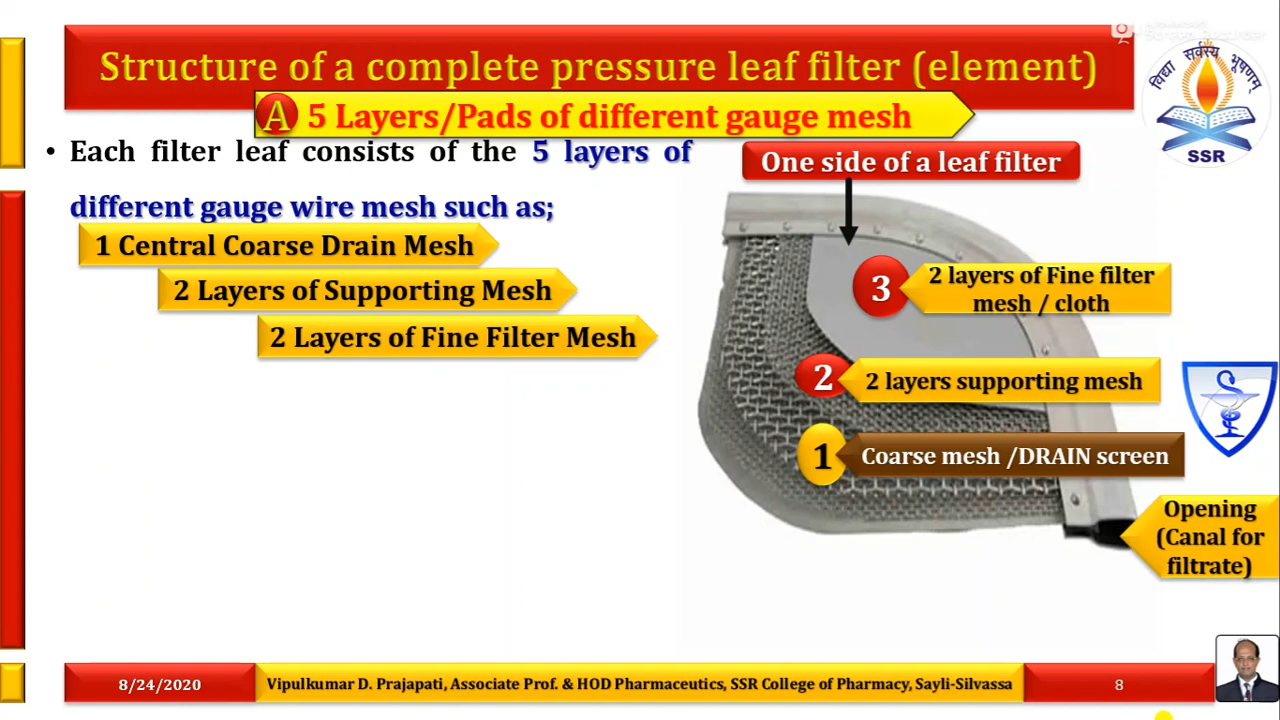 Structure of a complete pressure leaf filter (element)
A 5 Layers/Pads of different gauge mesh
• Each filter leaf consists of the 5 layers of
different gauge wire mesh such as;
1 Central Coarse Drain Mesh
2 Layers of Supporting Mesh
2 Layers of Fine Filter Mesh
One side of a leaf filter
3
2 layers of Fine filter
mesh / cloth
2
2 layers supporting mesh
1
Coarse mesh /DRAIN screen
Opening
(Canal for
filtrate)
विद्या सर्वस्य भूषणम्
SSR
8/24/2020
Vipulkumar D. Prajapati, Associate Prof. & HOD Pharmaceutics, SSR College of Pharmacy, Sayli-Silvassa
8